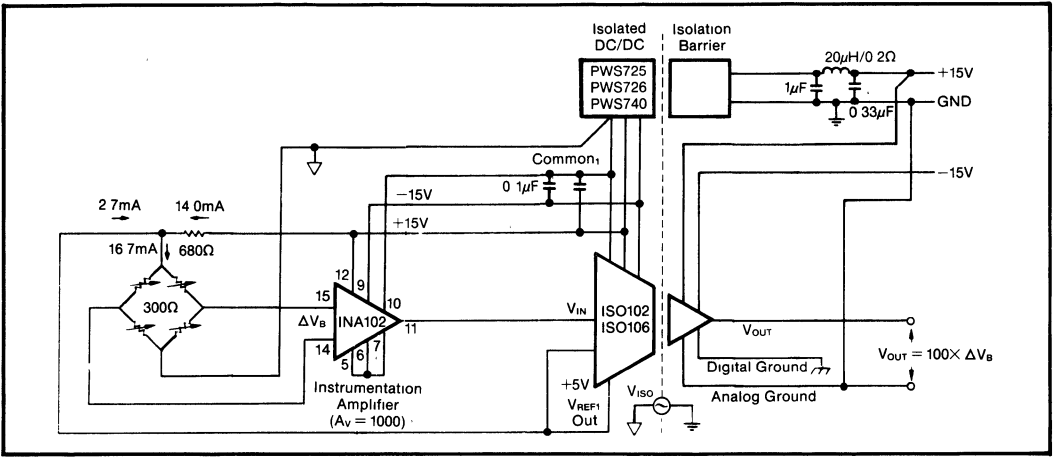 Isolated
DC/DC
Isolation
Barrier
PWS725
PWS726
PWS740
20μH/0 2Ω
+15V
1μF
GND
0 33μF
Common1
0 1μF
−15V
−15V
+15V
2 7mA
14 0mA
16 7mA
680Ω
12
9
10
300Ω
15
ΔVB
INA102
11
14
5
6
7
VIN
ISO102
ISO106
VOUT
VOUT = 100× ΔVB
Digital Ground
Analog Ground
Instrumentation
Amplifier
(AV = 1000)
+5V
VREF1
Out
VISO